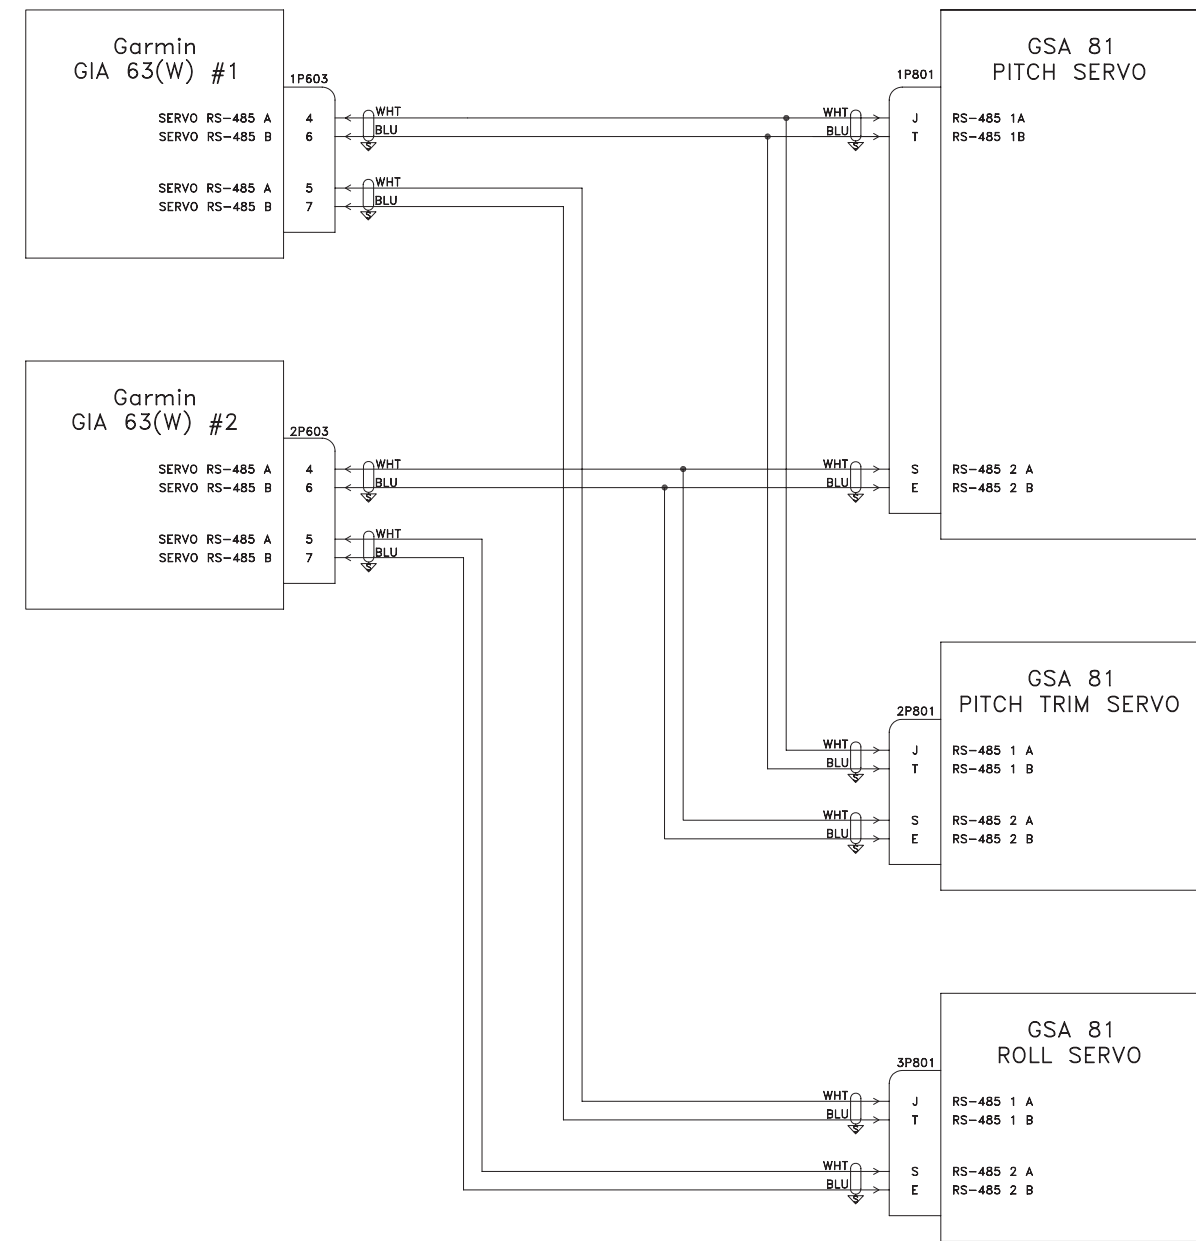 Garmin
GIA 63(W) #1
1P603
SERVO RS-485 A 4 WHT
SERVO RS-485 B 6 BLU
S
SERVO RS-485 A 5 WHT
SERVO RS-485 B 7 BLU
S
GSA 81
PITCH SERVO
1P801
WHT J RS-485 1A
BLU T RS-485 1B
S
WHT S RS-485 2 A
BLU E RS-485 2 B
S
Garmin
GIA 63(W) #2
2P603
SERVO RS-485 A 4 WHT
SERVO RS-485 B 6 BLU
S
SERVO RS-485 A 5 WHT
SERVO RS-485 B 7 BLU
S
GSA 81
PITCH TRIM SERVO
2P801
WHT J RS-485 1 A
BLU T RS-485 1 B
S
WHT S RS-485 2 A
BLU E RS-485 2 B
S
GSA 81
ROLL SERVO
3P801
WHT J RS-485 1 A
BLU T RS-485 1 B
S
WHT S RS-485 2 A
BLU E RS-485 2 B
S